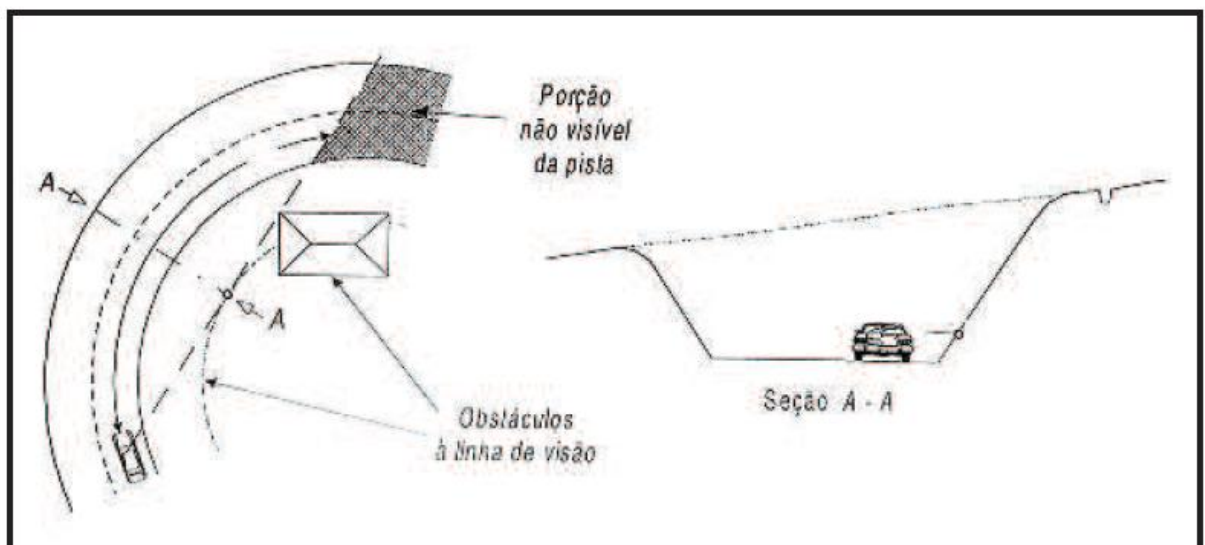 Porção
não visível
da pista
A
A
Obstáculos
à linha de visão
Seção A - A